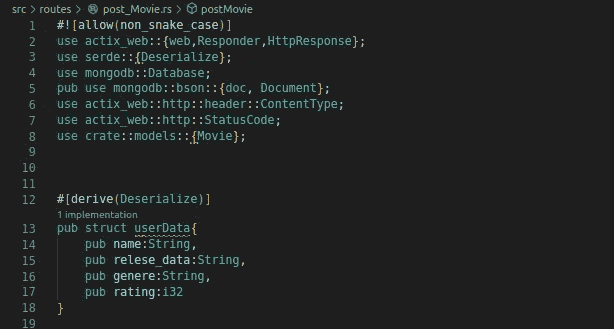 src > routes > post_Movie.rs > postMovie
1 #![allow(non_snake_case)]
2 use actix_web::{web,Responder,HttpResponse};
3 use serde::{Deserialize};
4 use mongodb::Database;
5 pub use mongodb::bson::{doc, Document};
6 use actix_web::http::header::ContentType;
7 use actix_web::http::StatusCode;
8 use crate::models::{Movie};
9
10
11
12 #[derive(Deserialize)]
1 implementation
13 pub struct userData{
14     pub name:String,
15     pub relese_data:String,
16     pub genere:String,
17     pub rating:i32
18 }
19